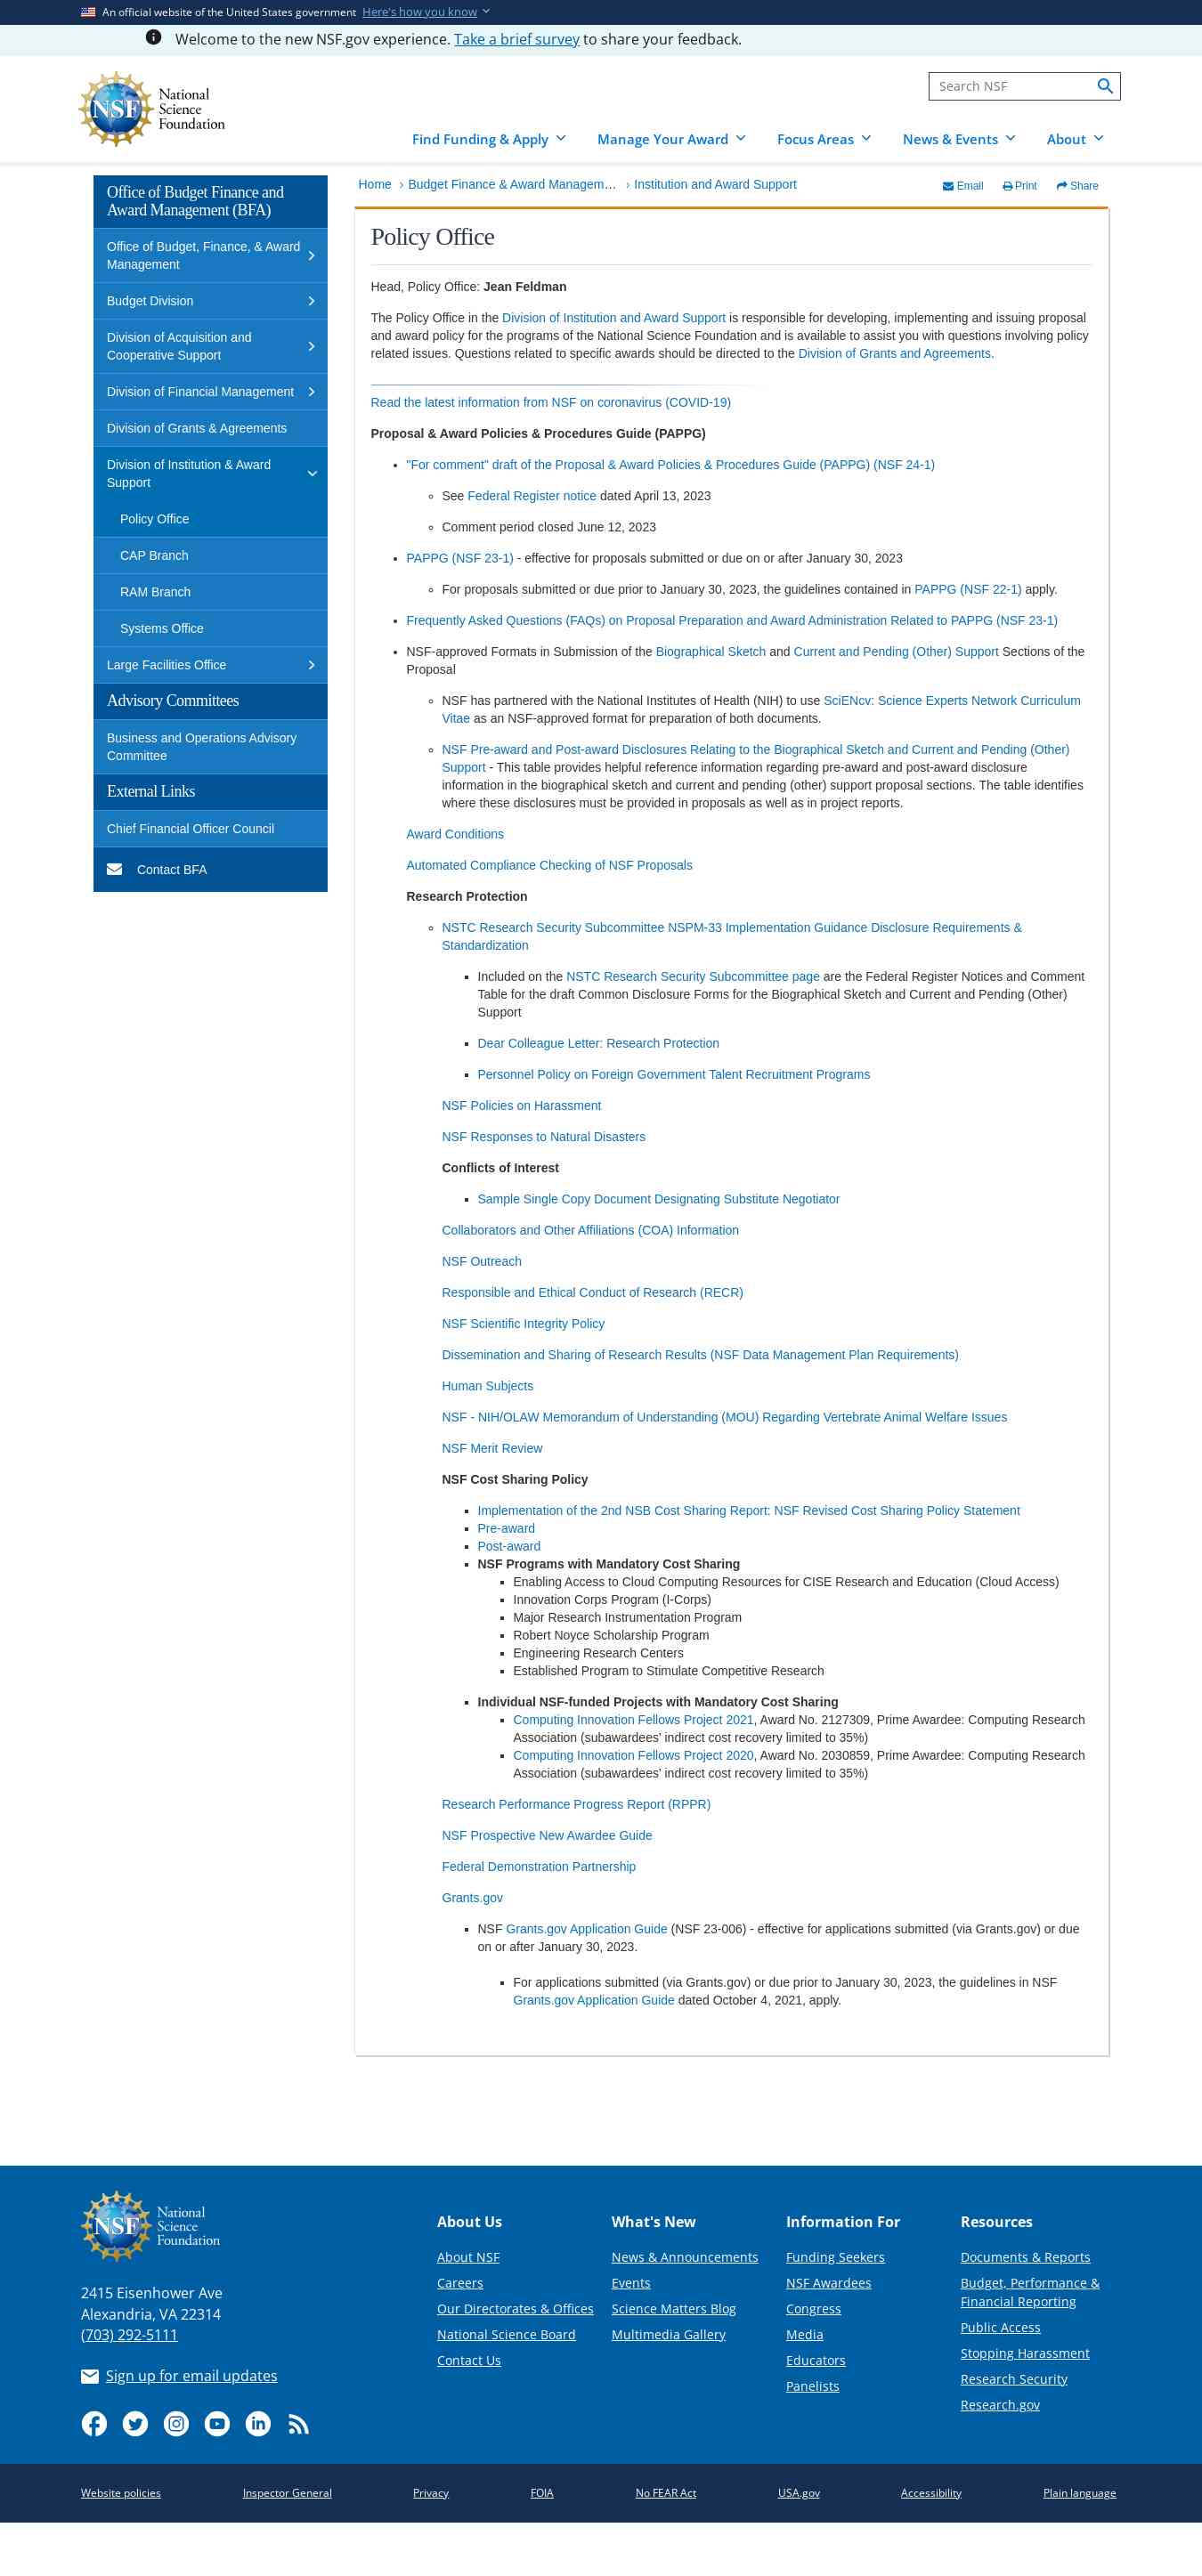 An official website of the United States government Here's how you know
Welcome to the new NSF.gov experience. Take a brief survey to share your feedback.
NSF
National
Science
Foundation
Search NSF
Find Funding & Apply
Manage Your Award
Focus Areas
News & Events
About
Office of Budget Finance and
Award Management (BFA)
Office of Budget, Finance, & Award
Management
Budget Division
Division of Acquisition and
Cooperative Support
Division of Financial Management
Division of Grants & Agreements
Division of Institution & Award
Support
Policy Office
CAP Branch
RAM Branch
Systems Office
Large Facilities Office
Advisory Committees
Business and Operations Advisory
Committee
External Links
Chief Financial Officer Council
Contact BFA
Home › Budget Finance & Award Managem... › Institution and Award Support
Email
Print
Share
Policy Office
Head, Policy Office: Jean Feldman
The Policy Office in the Division of Institution and Award Support is responsible for developing, implementing and issuing proposal
and award policy for the programs of the National Science Foundation and is available to assist you with questions involving policy
related issues. Questions related to specific awards should be directed to the Division of Grants and Agreements.
Read the latest information from NSF on coronavirus (COVID-19)
Proposal & Award Policies & Procedures Guide (PAPPG)
"For comment" draft of the Proposal & Award Policies & Procedures Guide (PAPPG) (NSF 24-1)
See Federal Register notice dated April 13, 2023
Comment period closed June 12, 2023
PAPPG (NSF 23-1) - effective for proposals submitted or due on or after January 30, 2023
For proposals submitted or due prior to January 30, 2023, the guidelines contained in PAPPG (NSF 22-1) apply.
Frequently Asked Questions (FAQs) on Proposal Preparation and Award Administration Related to PAPPG (NSF 23-1)
NSF-approved Formats in Submission of the Biographical Sketch and Current and Pending (Other) Support Sections of the
Proposal
NSF has partnered with the National Institutes of Health (NIH) to use SciENcv: Science Experts Network Curriculum
Vitae as an NSF-approved format for preparation of both documents.
NSF Pre-award and Post-award Disclosures Relating to the Biographical Sketch and Current and Pending (Other)
Support - This table provides helpful reference information regarding pre-award and post-award disclosure
information in the biographical sketch and current and pending (other) support proposal sections. The table identifies
where these disclosures must be provided in proposals as well as in project reports.
Award Conditions
Automated Compliance Checking of NSF Proposals
Research Protection
NSTC Research Security Subcommittee NSPM-33 Implementation Guidance Disclosure Requirements &
Standardization
Included on the NSTC Research Security Subcommittee page are the Federal Register Notices and Comment
Table for the draft Common Disclosure Forms for the Biographical Sketch and Current and Pending (Other)
Support
Dear Colleague Letter: Research Protection
Personnel Policy on Foreign Government Talent Recruitment Programs
NSF Policies on Harassment
NSF Responses to Natural Disasters
Conflicts of Interest
Sample Single Copy Document Designating Substitute Negotiator
Collaborators and Other Affiliations (COA) Information
NSF Outreach
Responsible and Ethical Conduct of Research (RECR)
NSF Scientific Integrity Policy
Dissemination and Sharing of Research Results (NSF Data Management Plan Requirements)
Human Subjects
NSF - NIH/OLAW Memorandum of Understanding (MOU) Regarding Vertebrate Animal Welfare Issues
NSF Merit Review
NSF Cost Sharing Policy
Implementation of the 2nd NSB Cost Sharing Report: NSF Revised Cost Sharing Policy Statement
Pre-award
Post-award
NSF Programs with Mandatory Cost Sharing
Enabling Access to Cloud Computing Resources for CISE Research and Education (Cloud Access)
Innovation Corps Program (I-Corps)
Major Research Instrumentation Program
Robert Noyce Scholarship Program
Engineering Research Centers
Established Program to Stimulate Competitive Research
Individual NSF-funded Projects with Mandatory Cost Sharing
Computing Innovation Fellows Project 2021, Award No. 2127309, Prime Awardee: Computing Research
Association (subawardees' indirect cost recovery limited to 35%)
Computing Innovation Fellows Project 2020, Award No. 2030859, Prime Awardee: Computing Research
Association (subawardees' indirect cost recovery limited to 35%)
Research Performance Progress Report (RPPR)
NSF Prospective New Awardee Guide
Federal Demonstration Partnership
Grants.gov
NSF Grants.gov Application Guide (NSF 23-006) - effective for applications submitted (via Grants.gov) or due
on or after January 30, 2023.
For applications submitted (via Grants.gov) or due prior to January 30, 2023, the guidelines in NSF
Grants.gov Application Guide dated October 4, 2021, apply.
NSF
National
Science
Foundation
2415 Eisenhower Ave
Alexandria, VA 22314
(703) 292-5111
Sign up for email updates
About Us
About NSF
Careers
Our Directorates & Offices
National Science Board
Contact Us
What's New
News & Announcements
Events
Science Matters Blog
Multimedia Gallery
Information For
Funding Seekers
NSF Awardees
Congress
Media
Educators
Panelists
Resources
Documents & Reports
Budget, Performance &
Financial Reporting
Public Access
Stopping Harassment
Research Security
Research.gov
Website policies
Inspector General
Privacy
FOIA
No FEAR Act
USA.gov
Accessibility
Plain language